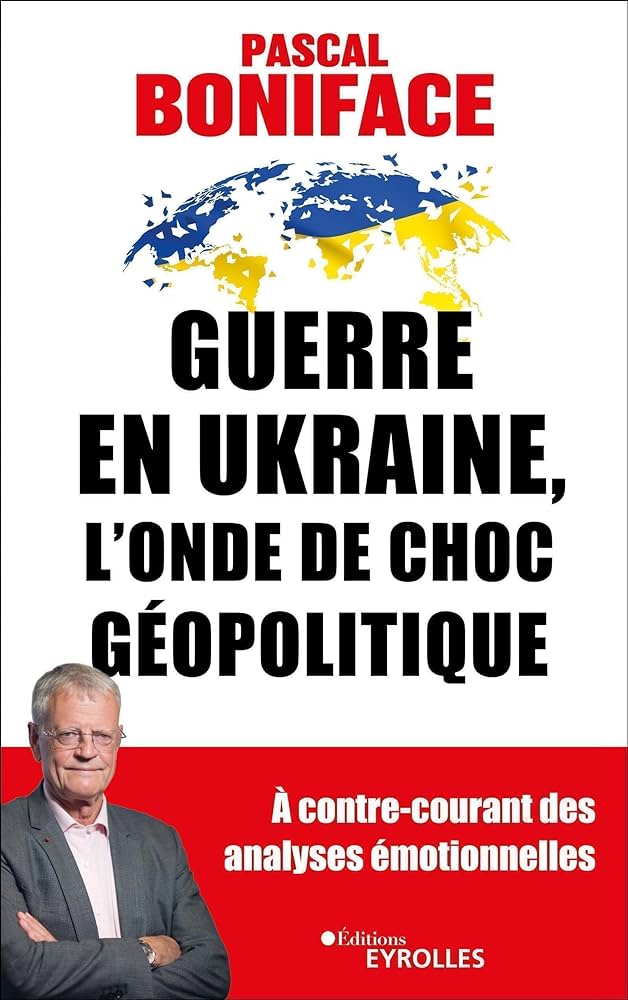 PASCAL
BONIFACE
GUERRE
EN UKRAINE,
L'ONDE DE CHOC
GÉOPOLITIQUE
À contre-courant des
analyses émotionnelles
Éditions
EYROLLES